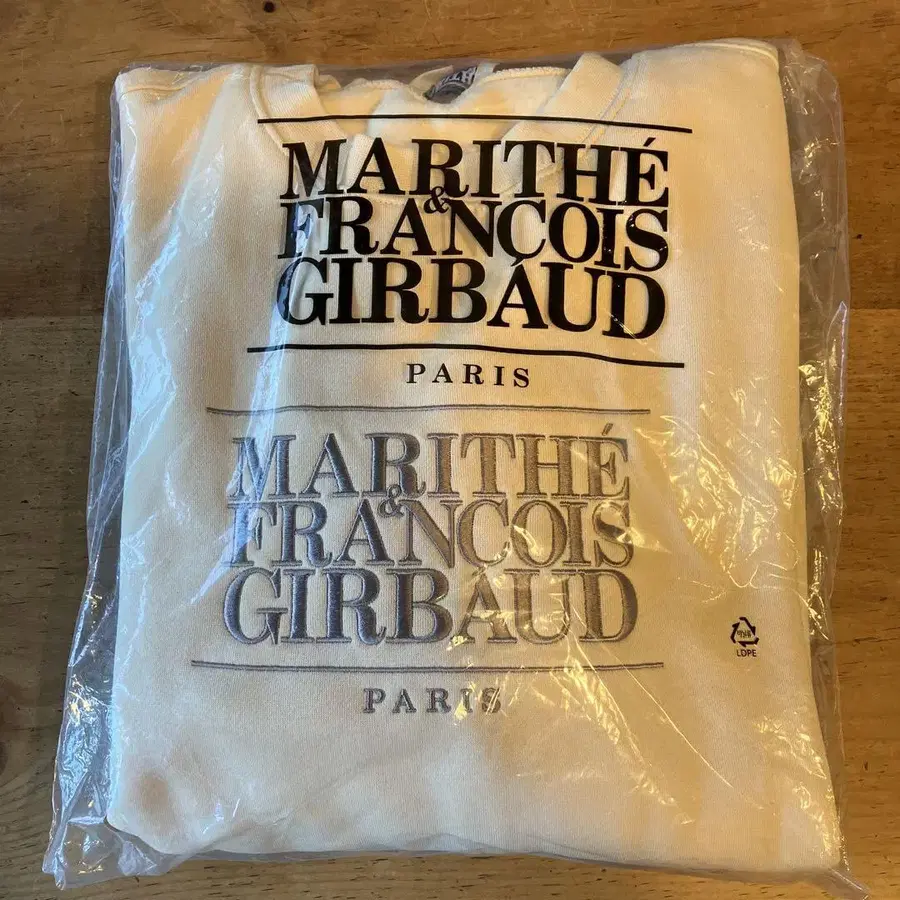 MARITHÉ
&
FRANÇOIS
GIRBAUD
PARIS
MARITHÉ
&
FRANÇOIS
GIRBAUD
PARIS
LDPE